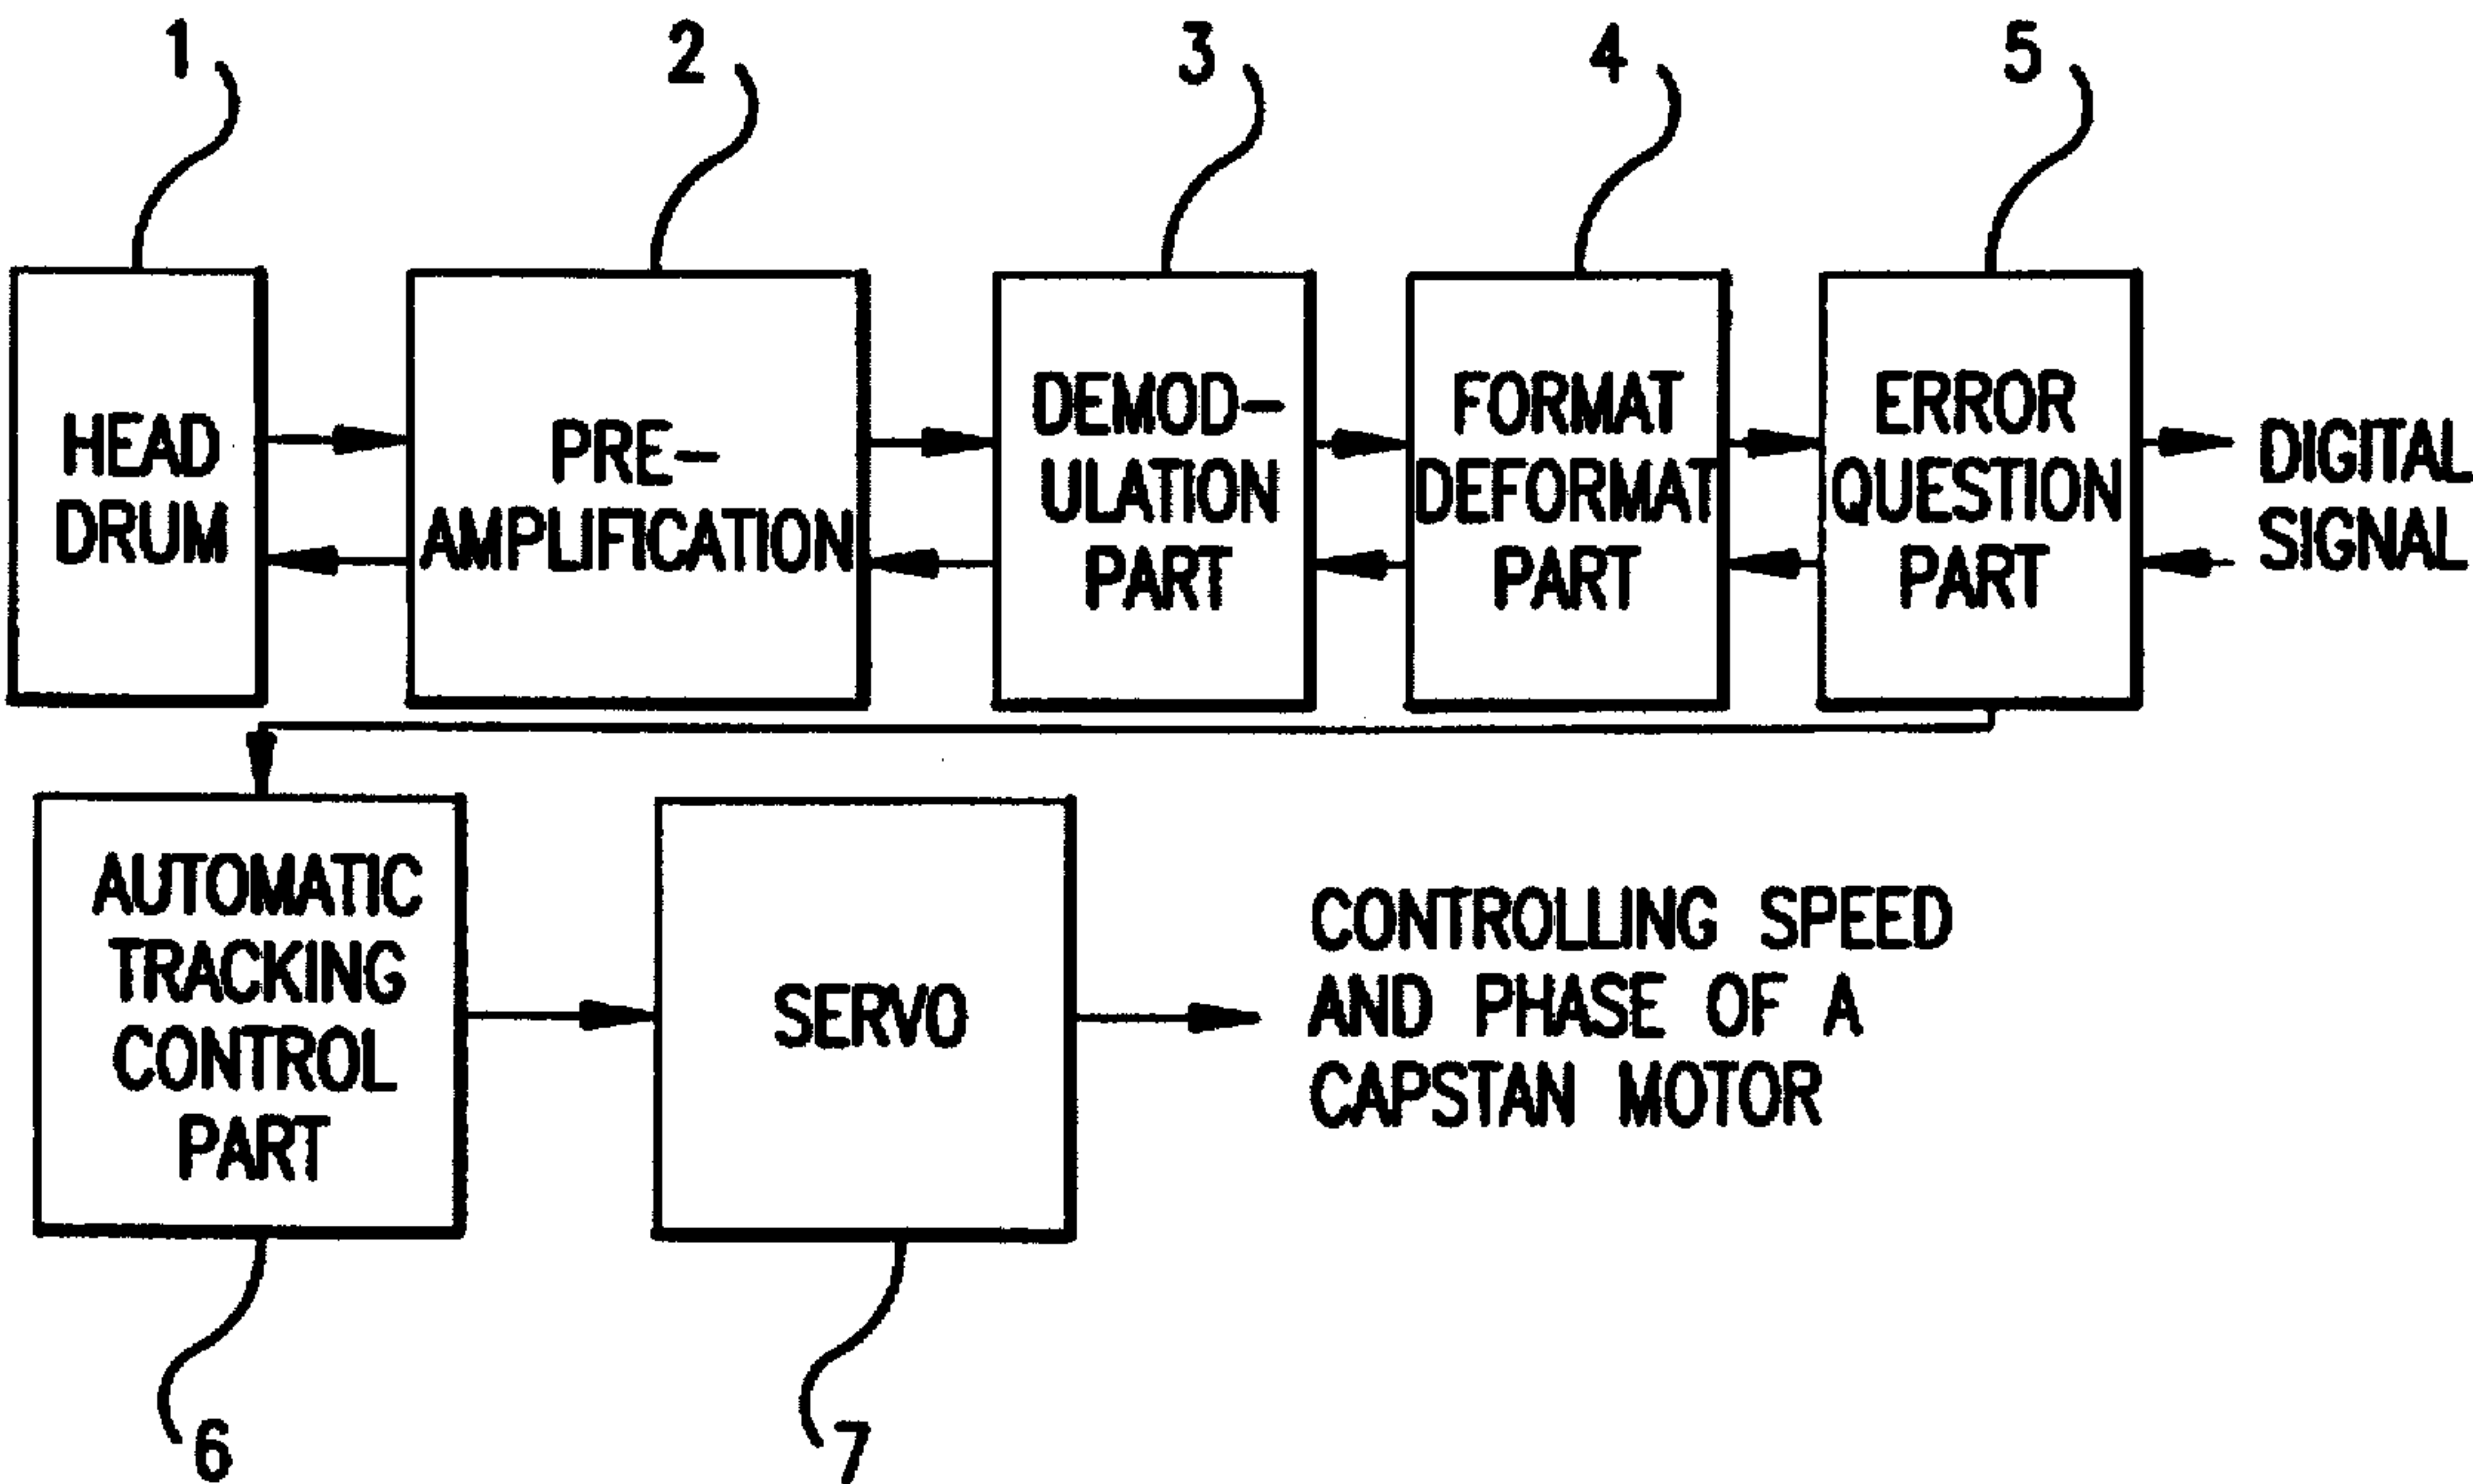 1
2
3
4
5
HEAD
DRUM
PRE-
AMPLIFICATION
DEMOD-
ULATION
PART
FORMAT
DEFORMAT
PART
ERROR
QUESTION
PART
DIGITAL
SIGNAL
AUTOMATIC
TRACKING
CONTROL
PART
SERVO
CONTROLLING SPEED
AND PHASE OF A
CAPSTAN MOTOR
6
7